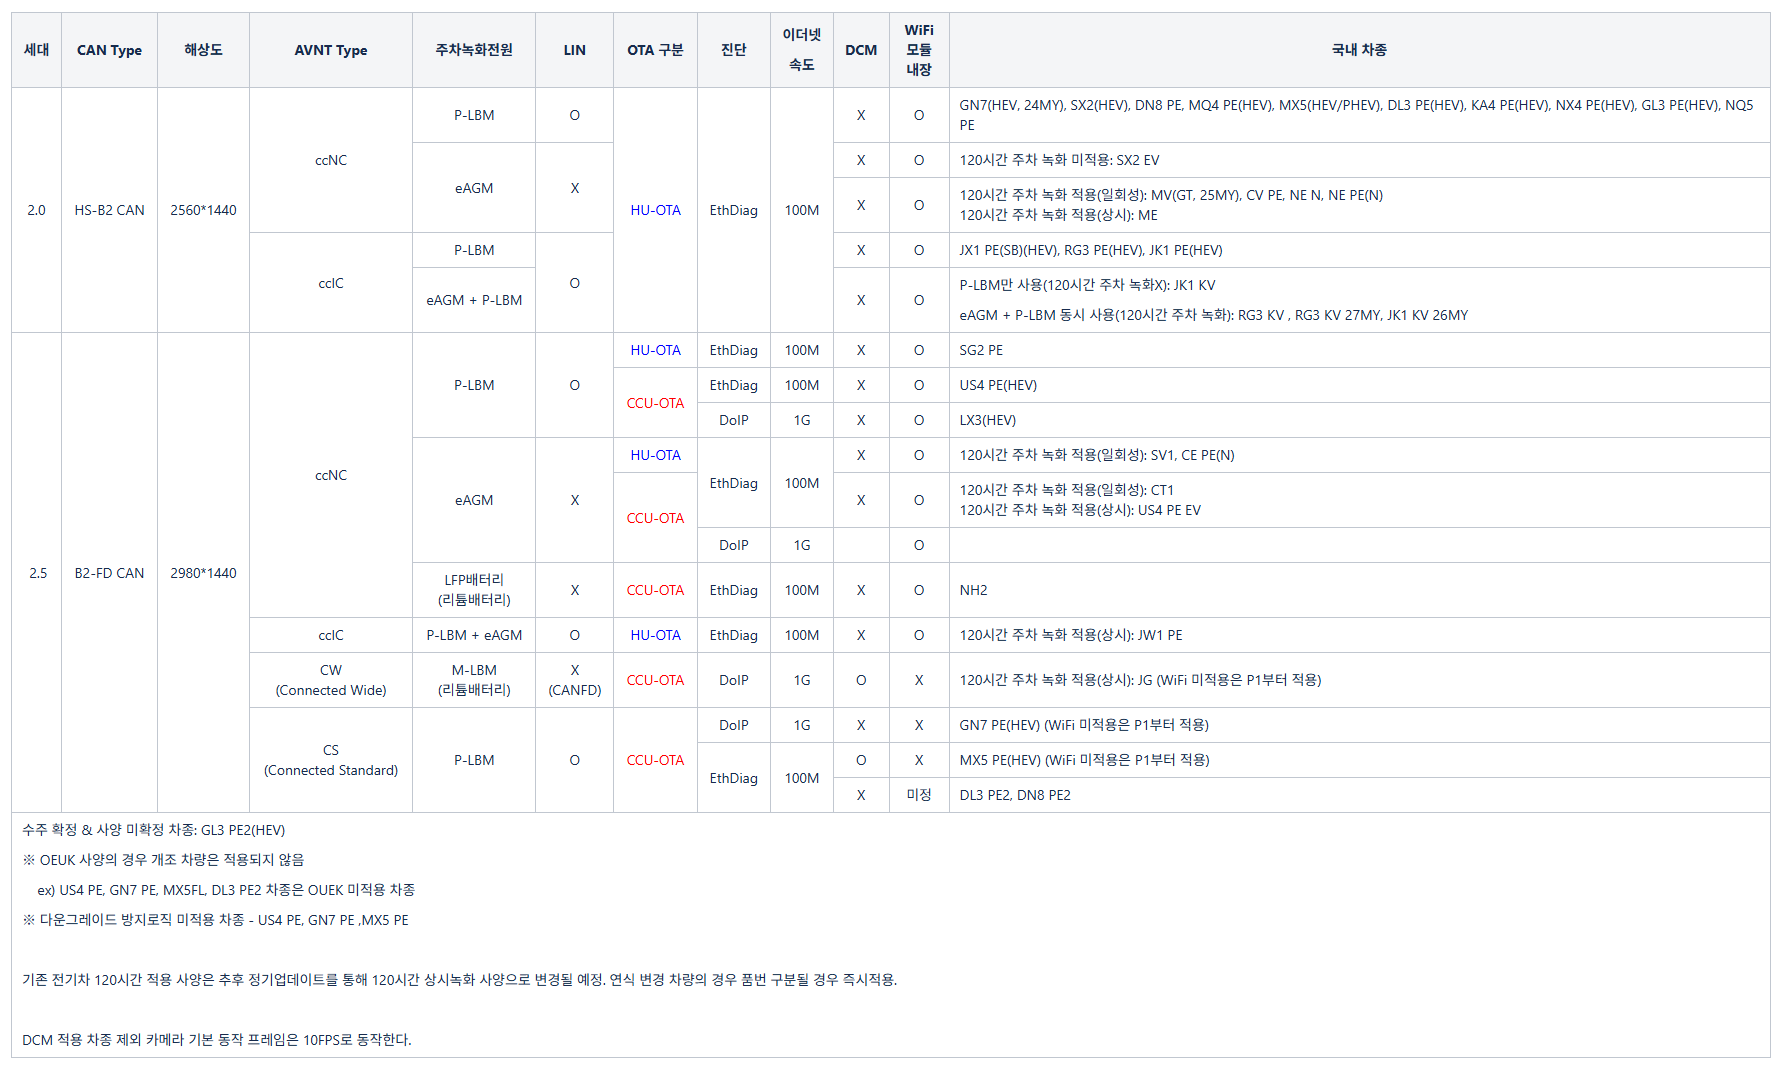 세대 CAN Type 해상도 AVNT Type 주차녹화전원 LIN OTA 구분 진단 이더넷 속도 DCM WiFi 모듈 내장 국내 차종
2.0 HS-B2 CAN 2560*1440 ccNC P-LBM O HU-OTA EthDiag 100M X O GN7(HEV, 24MY), SX2(HEV), DN8 PE, MQ4 PE(HEV), MX5(HEV/PHEV), DL3 PE(HEV), KA4 PE(HEV), NX4 PE(HEV), GL3 PE(HEV), NQ5
PE
eAGM X X O 120시간 주차 녹화 미적용: SX2 EV
X O 120시간 주차 녹화 적용(일회성): MV(GT, 25MY), CV PE, NE N, NE PE(N)
120시간 주차 녹화 적용(상시): ME
ccIC P-LBM O X O JX1 PE(SB)(HEV), RG3 PE(HEV), JK1 PE(HEV)
eAGM + P-LBM X O P-LBM만 사용(120시간 주차 녹화X): JK1 KV
eAGM + P-LBM 동시 사용(120시간 주차 녹화): RG3 KV , RG3 KV 27MY, JK1 KV 26MY
2.5 B2-FD CAN 2980*1440 ccNC P-LBM O HU-OTA EthDiag 100M X O SG2 PE
CCU-OTA EthDiag 100M X O US4 PE(HEV)
DoIP 1G X O LX3(HEV)
eAGM X HU-OTA EthDiag 100M X O 120시간 주차 녹화 적용(일회성): SV1, CE PE(N)
CCU-OTA X O 120시간 주차 녹화 적용(일회성): CT1
120시간 주차 녹화 적용(상시): US4 PE EV
DoIP 1G O
LFP배터리 (리튬배터리) X CCU-OTA EthDiag 100M X O NH2
ccIC P-LBM + eAGM O HU-OTA EthDiag 100M X O 120시간 주차 녹화 적용(상시): JW1 PE
CW (Connected Wide) M-LBM (리튬배터리) X (CANFD) CCU-OTA DoIP 1G O X 120시간 주차 녹화 적용(상시): JG (WiFi 미적용은 P1부터 적용)
CS (Connected Standard) P-LBM O CCU-OTA DoIP 1G X X GN7 PE(HEV) (WiFi 미적용은 P1부터 적용)
EthDiag 100M O X MX5 PE(HEV) (WiFi 미적용은 P1부터 적용)
X 미정 DL3 PE2, DN8 PE2
수주 확정 & 사양 미확정 차종: GL3 PE2(HEV)
※ OEUK 사양의 경우 개조 차량은 적용되지 않음
ex) US4 PE, GN7 PE, MX5FL, DL3 PE2 차종은 OUEK 미적용 차종
※ 다운그레이드 방지로직 미적용 차종 - US4 PE, GN7 PE ,MX5 PE
기존 전기차 120시간 적용 사양은 추후 정기업데이트를 통해 120시간 상시녹화 사양으로 변경될 예정. 연식 변경 차량의 경우 품번 구분될 경우 즉시적용.
DCM 적용 차종 제외 카메라 기본 동작 프레임은 10FPS로 동작한다.